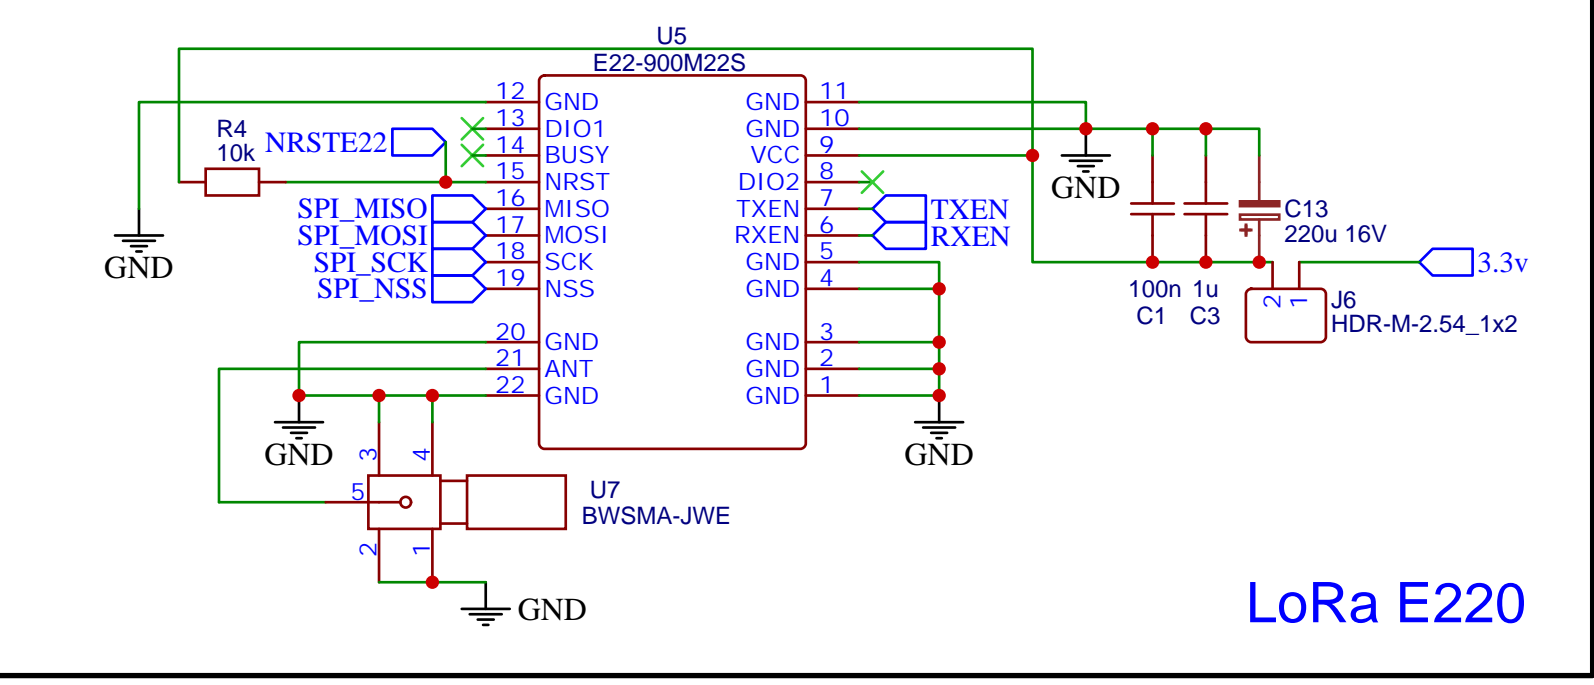 U5
E22-900M22S
12 GND
13 DIO1
14 BUSY
15 NRST
16 MISO
17 MOSI
18 SCK
19 NSS
20 GND
21 ANT
22 GND
GND 11
GND 10
VCC 9
DIO2 8
TXEN 7
RXEN 6
GND 5
GND 4
GND 3
GND 2
GND 1
R4
10k
NRSTE22
SPI_MISO
SPI_MOSI
SPI_SCK
SPI_NSS
GND
GND
TXEN
RXEN
GND
GND
C13
220u 16V
+
100n
C1
1u
C3
3.3v
2 1
J6
HDR-M-2.54_1x2
3 4
5
2 1
U7
BWSMA-JWE
GND
LoRa E220